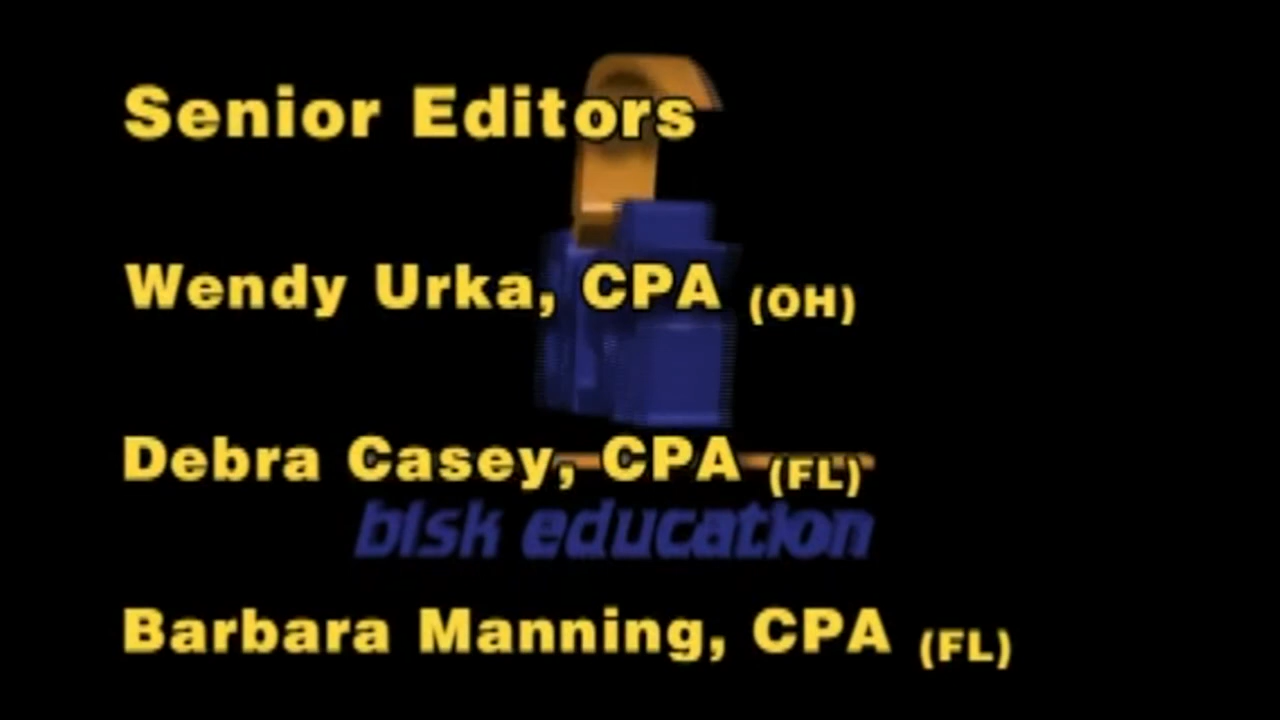 Senior Editors
Wendy Urka, CPA (OH)
Debra Casey, CPA (FL)
bisk education
Barbara Manning, CPA (FL)